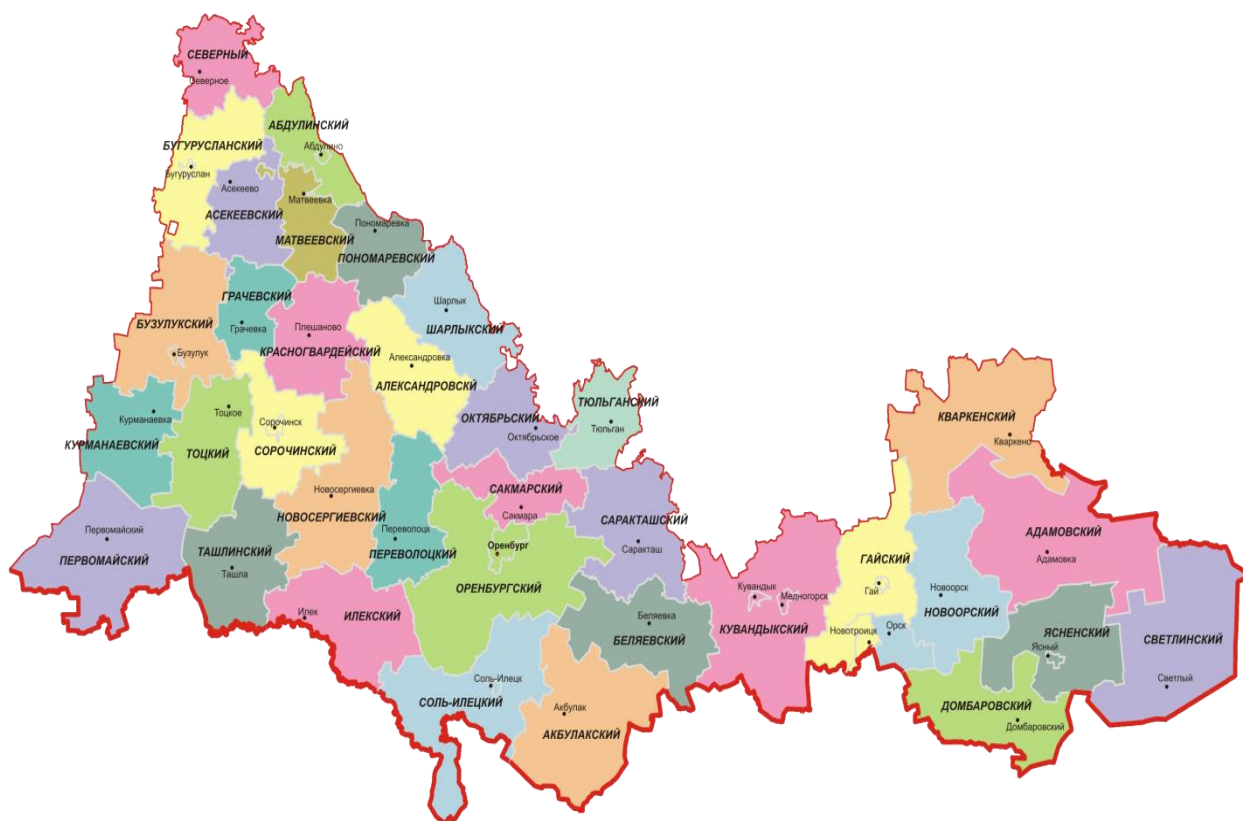 СЕВЕРНЫЙ
Северное
АБДУЛИНСКИЙ
БУГУРУСЛАНСКИЙ
Абдулино
Бугуруслан
Асекеево
Матвеевка
АСЕКЕЕВСКИЙ
Пономаревка
МАТВЕЕВСКИЙ
ПОНОМАРЕВСКИЙ
ГРАЧЕВСКИЙ
Шарлык
БУЗУЛУКСКИЙ
Грачевка
Плешаново
ШАРЛЫКСКИЙ
Бузулук
КРАСНОГВАРДЕЙСКИЙ
Александровка
АЛЕКСАНДРОВСКИ
ТЮЛЬГАНСКИЙ
Курманаевка
Тоцкое
Сорочинск
ОКТЯБРЬСКИЙ
Октябрьское
Тюльган
КВАРКЕНСКИЙ
Кваркено
КУРМАНАЕВСКИЙ
ТОЦКИЙ
СОРОЧИНСКИЙ
Новосергиевка
САКМАРСКИЙ
Сакмара
НОВОСЕРГИЕВСКИЙ
САРАКТАШСКИЙ
АДАМОВСКИЙ
Первомайский
Переволоцк
Саракташ
ПЕРВОМАЙСКИЙ
ТАШЛИНСКИЙ
ПЕРЕВОЛОЦКИЙ
Оренбург
ГАЙСКИЙ
Адамовка
Ташла
ОРЕНБУРГСКИЙ
Кувандык
Медногорск
Гай
Новоорск
НОВООРСКИЙ
Илек
ИЛЕКСКИЙ
Беляевка
БЕЛЯЕВСКИЙ
КУВАНДЫКСКИЙ
Новотроицк
Орск
ЯСНЕНСКИЙ
Ясный
СВЕТЛИНСКИЙ
Светлый
Соль-Илецк
СОЛЬ-ИЛЕЦКИЙ
Акбулак
АКБУЛАКСКИЙ
ДОМБАРОВСКИЙ
Домбаровский